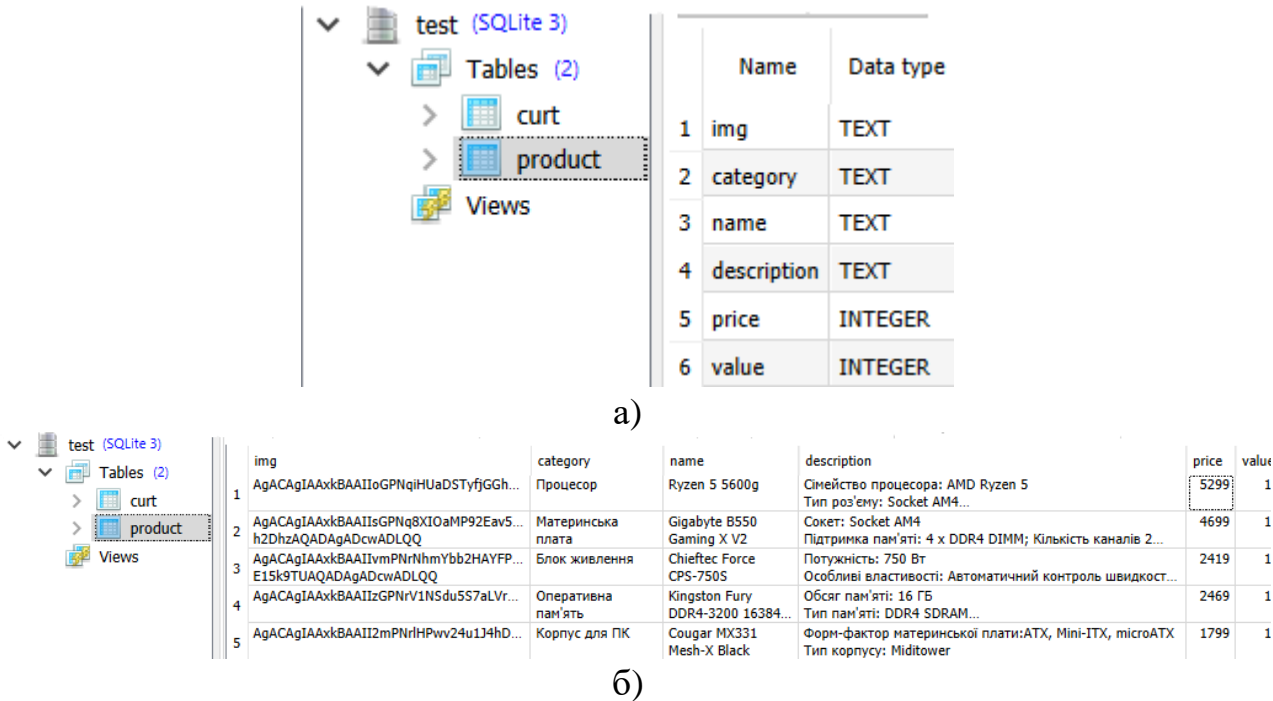 test (SQLite 3)
Tables (2)
curt
product
Views
Name Data type
1 img TEXT
2 category TEXT
3 name TEXT
4 description TEXT
5 price INTEGER
6 value INTEGER
а)
test (SQLite 3)
Tables (2)
curt
product
Views
img category name description price value
1 AgACAgIAAxkBAAIIoGPNqiHUaDSTyfjGGh... Процесор Ryzen 5 5600g Сімейство процесора: AMD Ryzen 5 5299 1
Тип роз'єму: Socket AM4...
2 AgACAgIAAxkBAAIIsGPNq8XIOaMP92Eav5... Материнська Gigabyte B550 Сокет: Socket AM4 4699 1
h2DhzAQADAgADcwADLQQ плата Gaming X V2 Підтримка пам'яті: 4 x DDR4 DIMM; Кількість каналів 2...
3 AgACAgIAAxkBAAIIvmPNrNhmYbb2HAYFP... Блок живлення Chieftec Force Потужність: 750 Вт 2419 1
E15k9TUAQADAgADcwADLQQ CPS-750S Особливі властивості: Автоматичний контроль швидкост...
4 AgACAgIAAxkBAAIIzGPNrV1NSdu5S7aLVr... Оперативна Kingston Fury Обсяг пам'яті: 16 ГБ 2469 1
пам'ять DDR4-3200 16384... Тип пам'яті: DDR4 SDRAM...
5 AgACAgIAAxkBAAII2mPNrlHPwv24u1J4hD... Корпус для ПК Cougar MX331 Форм-фактор материнської плати:ATX, Mini-ITX, microATX 1799 1
Mesh-X Black Тип корпусу: Miditower
б)